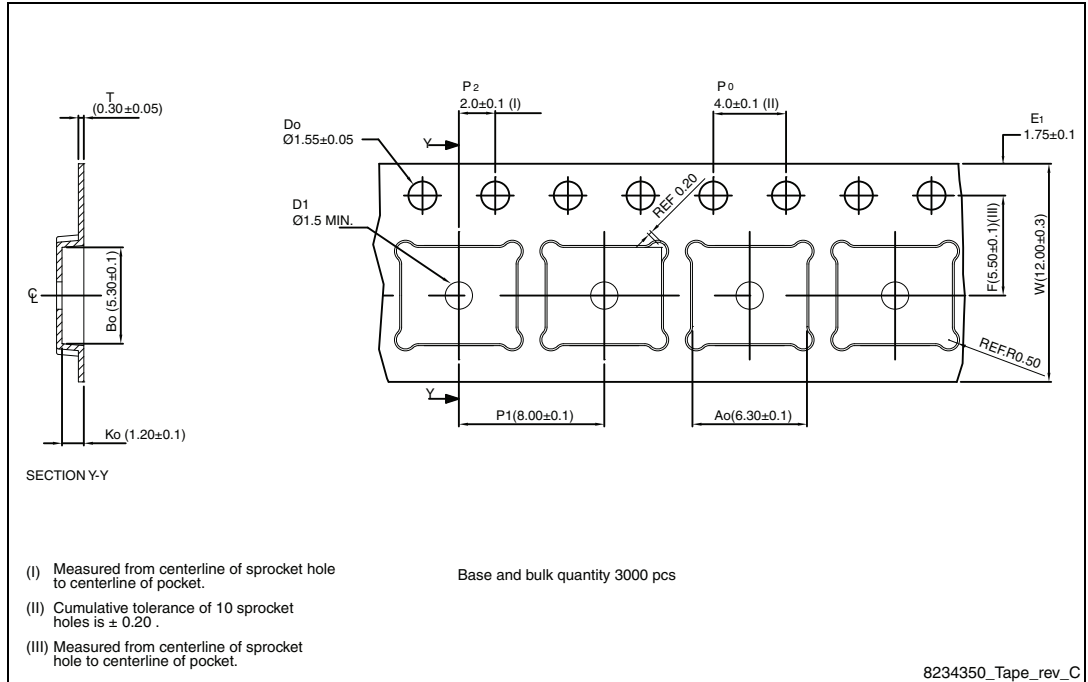 T
(0.30±0.05)
P2
2.0±0.1 (I)
P0
4.0±0.1 (II)
E1
1.75±0.1
Do
Ø1.55±0.05
Y
D1
Ø1.5 MIN.
REF 0.20
F(5.50±0.1)(III)
W(12.00±0.3)
℄
Bo (5.30±0.1)
REF.R0.50
Y
P1(8.00±0.1)
Ao(6.30±0.1)
Ko (1.20±0.1)
SECTION Y-Y
(I) Measured from centerline of sprocket hole
to centerline of pocket.
Base and bulk quantity 3000 pcs
(II) Cumulative tolerance of 10 sprocket
holes is ± 0.20 .
(III) Measured from centerline of sprocket
hole to centerline of pocket.
8234350_Tape_rev_C